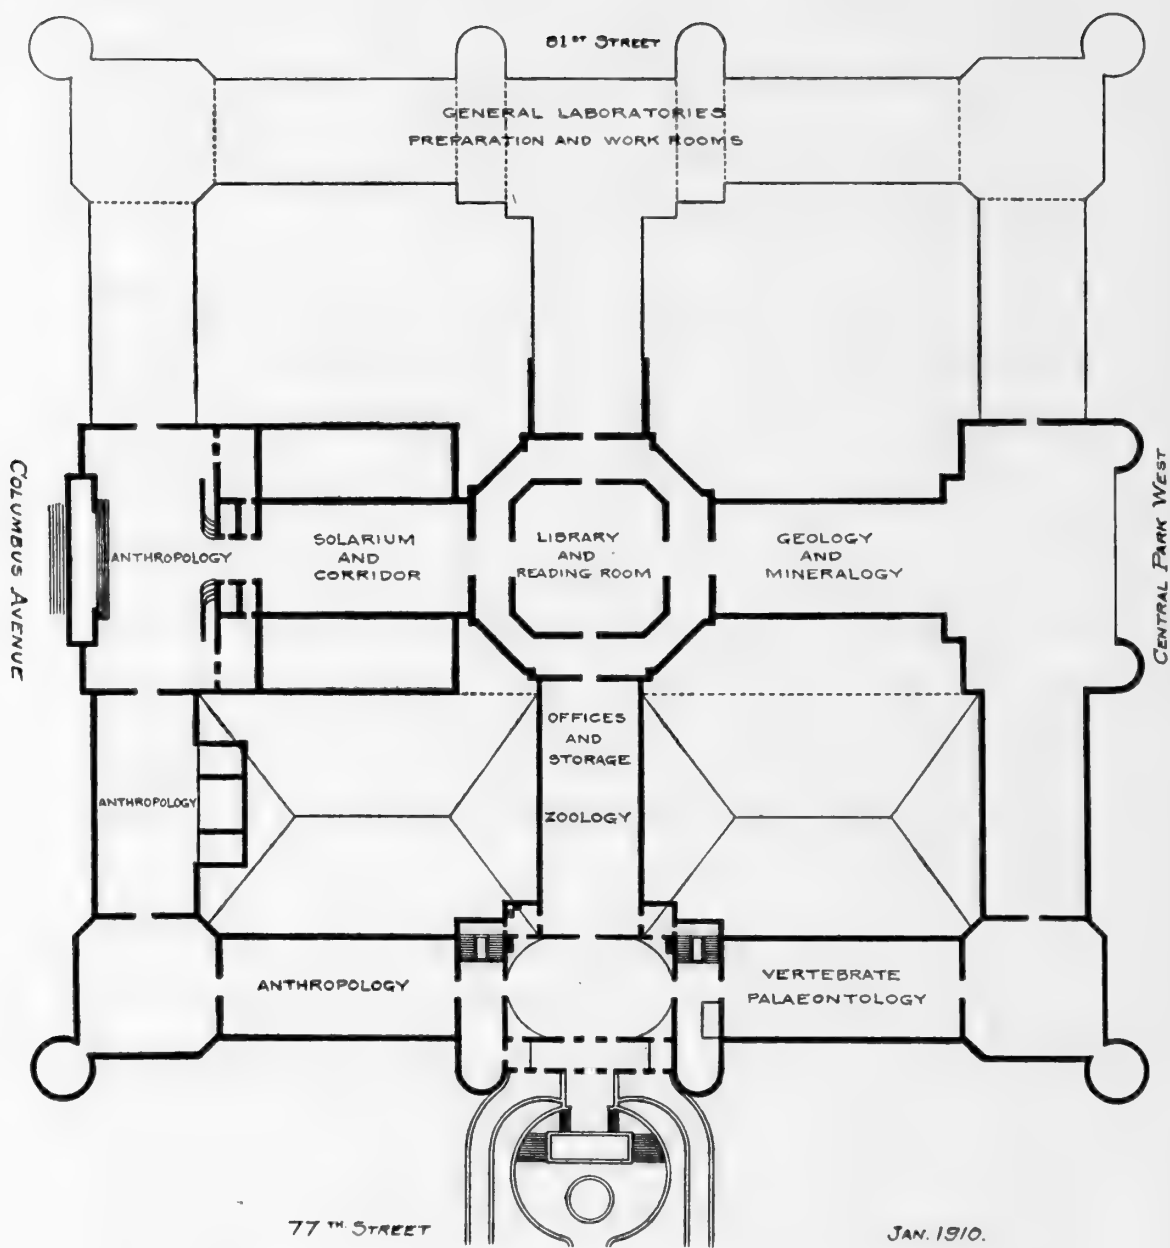 81ST STREET
GENERAL LABORATORIES
PREPARATION AND WORK ROOMS
COLUMBUS AVENUE
ANTHROPOLOGY
SOLARIUM
AND
CORRIDOR
LIBRARY
AND
READING ROOM
GEOLOGY
AND
MINERALOGY
CENTRAL PARK WEST
OFFICES
AND
STORAGE
ZOOLOGY
ANTHROPOLOGY
ANTHROPOLOGY
VERTEBRATE
PALAEONTOLOGY
77TH STREET
JAN. 1910.